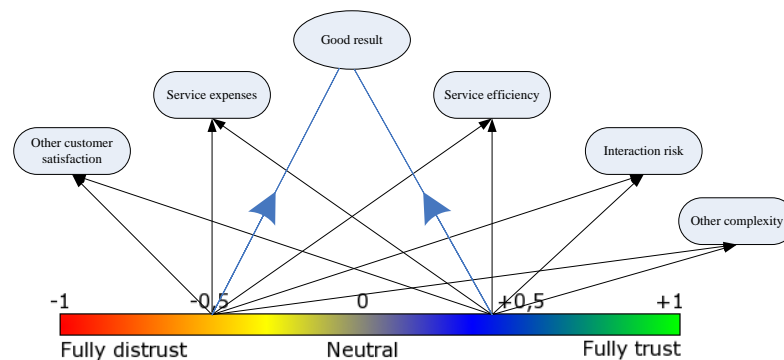 Good result
Service expenses
Service efficiency
Other customer
satisfaction
Interaction risk
Other complexity
-1 -0,5 0 +0,5 +1
Fully distrust Neutral Fully trust